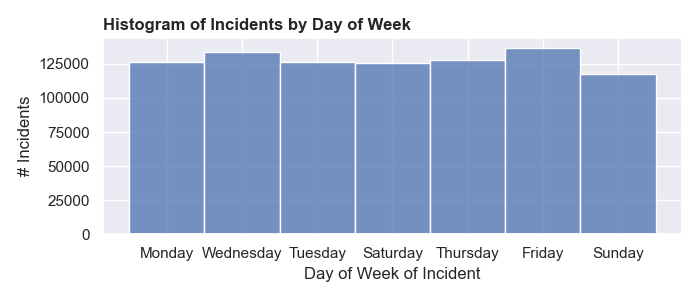 Histogram of Incidents by Day of Week
125000
100000
75000
50000
25000
0
# Incidents
Monday Wednesday Tuesday Saturday Thursday Friday Sunday
Day of Week of Incident